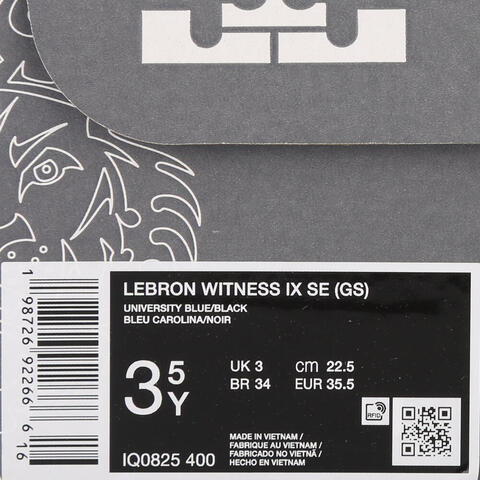 LEBRON WITNESS IX SE (GS)
UNIVERSITY BLUE/BLACK
BLEU CAROLINA/NOIR
3.5Y
UK 3 cm 22.5
BR 34 EUR 35.5
RFID
MADE IN VIETNAM/
FABRIQUE AU VIETNAM/
FABRICADO NO VIETNÃ/
HECHO EN VIETNAM
IQ0825 400
1 98726 92266 6 16